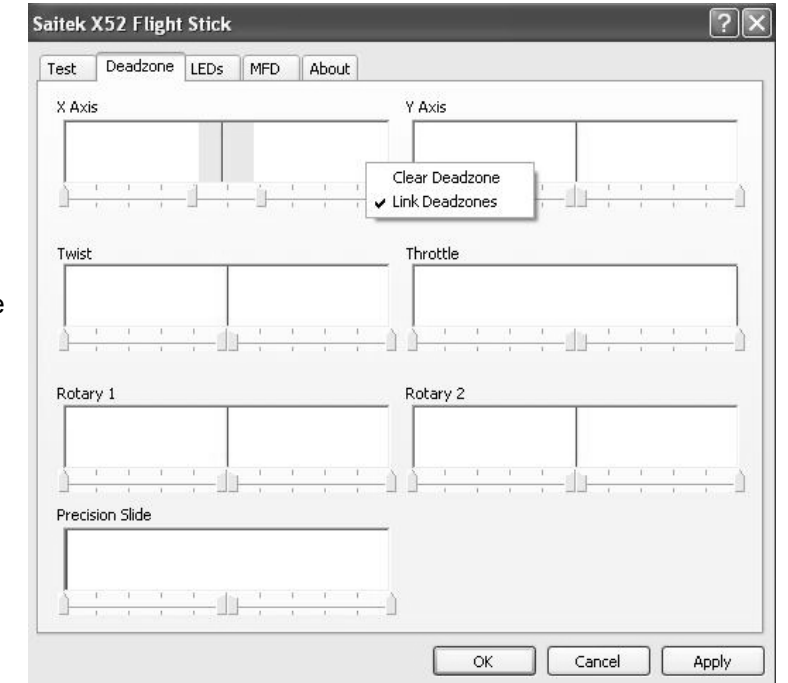 Saitek X52 Flight Stick
Test Deadzone LEDs MFD About
X Axis Y Axis
Clear Deadzone
Link Deadzones
Twist Throttle
e
Rotary 1 Rotary 2
Precision Slide
OK Cancel Apply